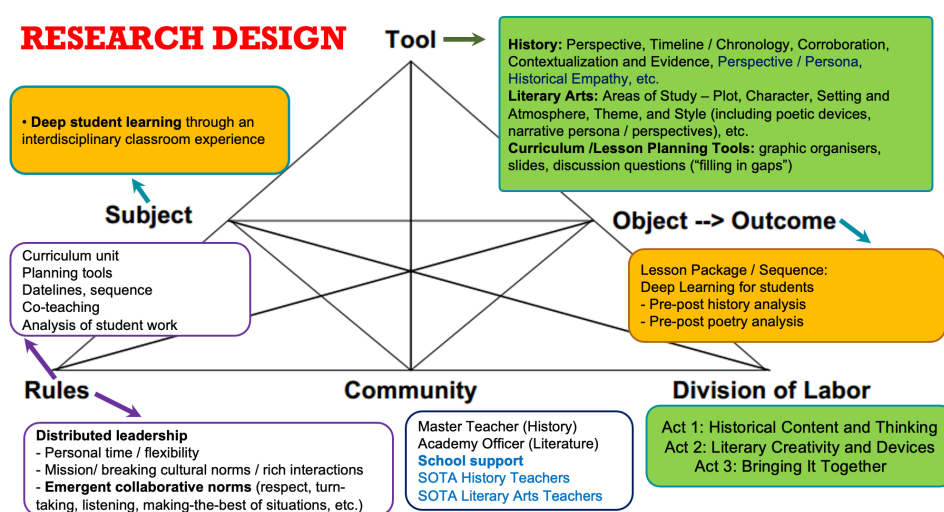 RESEARCH DESIGN
Tool
History: Perspective, Timeline / Chronology, Corroboration,
Contextualization and Evidence, Perspective / Persona,
Historical Empathy, etc.
Literary Arts: Areas of Study – Plot, Character, Setting and
Atmosphere, Theme, and Style (including poetic devices,
narrative persona / perspectives), etc.
Curriculum /Lesson Planning Tools: graphic organisers,
slides, discussion questions (“filling in gaps”)
• Deep student learning through an
interdisciplinary classroom experience
Subject
Object --> Outcome
Curriculum unit
Planning tools
Datelines, sequence
Co-teaching
Analysis of student work
Lesson Package / Sequence:
Deep Learning for students
- Pre-post history analysis
- Pre-post poetry analysis
Rules
Community
Division of Labor
Distributed leadership
- Personal time / flexibility
- Mission/ breaking cultural norms / rich interactions
- Emergent collaborative norms (respect, turn-
taking, listening, making-the-best of situations, etc.)
Master Teacher (History)
Academy Officer (Literature)
School support
SOTA History Teachers
SOTA Literary Arts Teachers
Act 1: Historical Content and Thinking
Act 2: Literary Creativity and Devices
Act 3: Bringing It Together